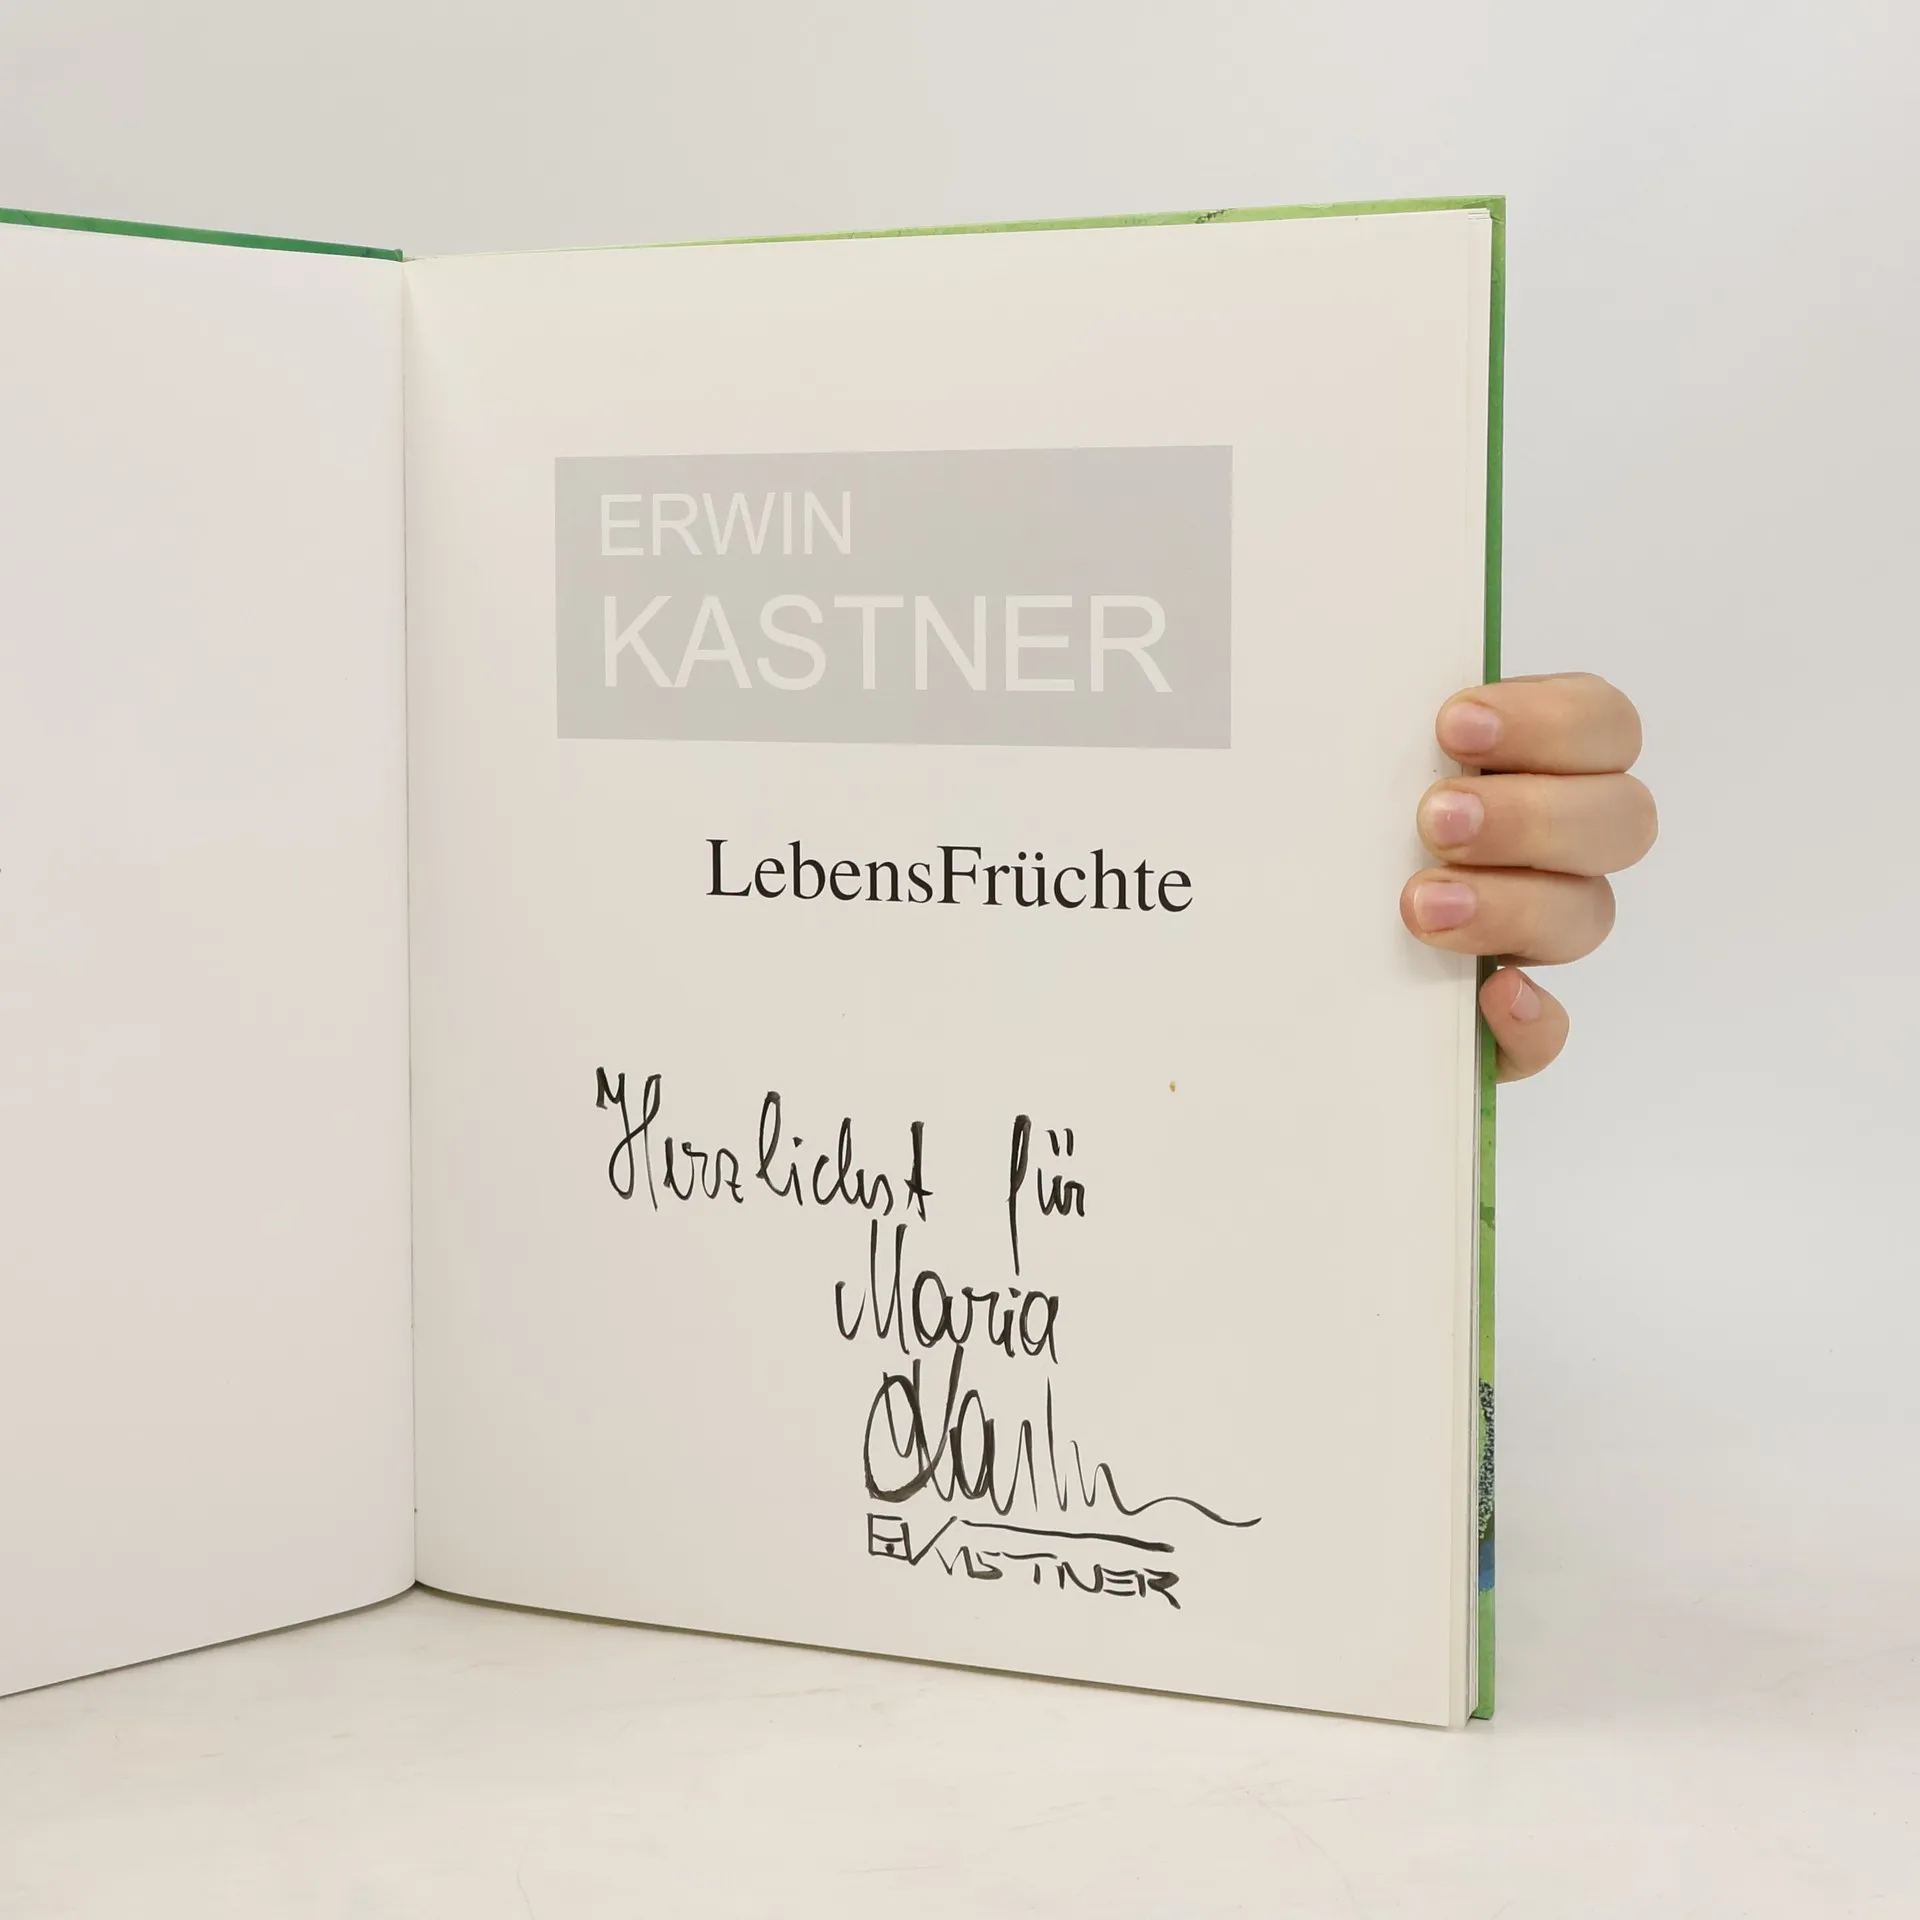 ERWIN
KASTNER
LebensFrüchte
Herzlichst für
Maria
KASTNER